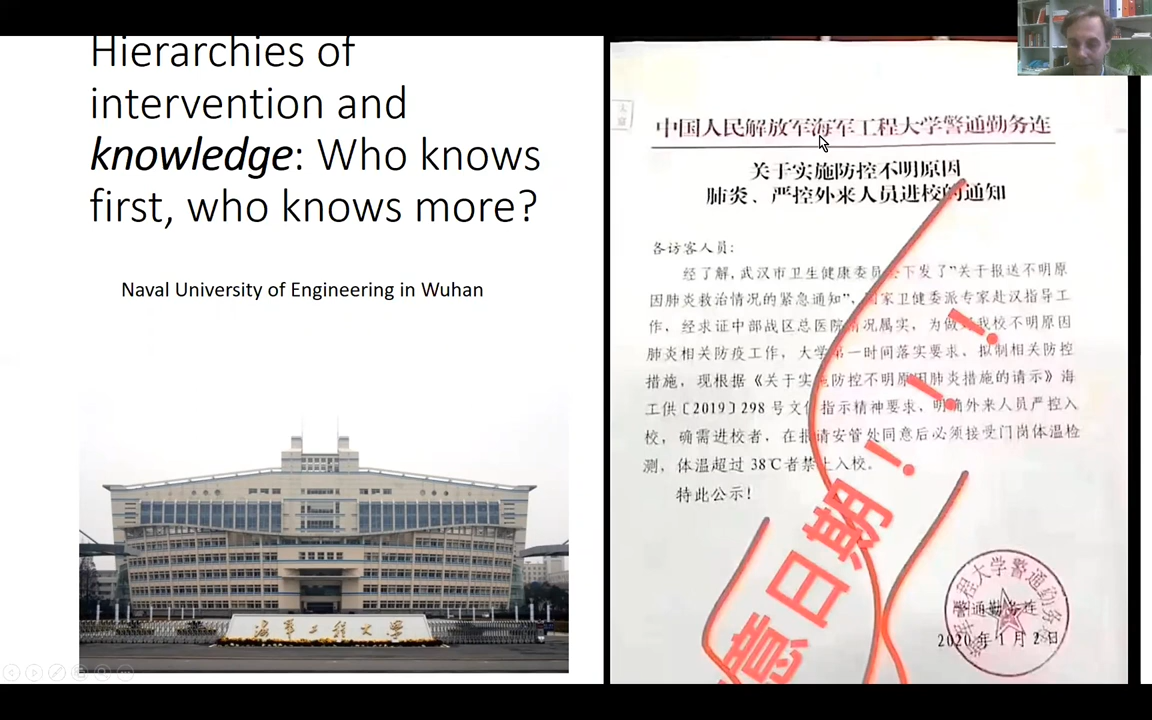 Hierarchies of
intervention and
knowledge: Who knows
first, who knows more?
Naval University of Engineering in Wuhan
海军工程大学
中国人民解放军海军工程大学警通勤务连
关于实施防控不明原因
肺炎、严控外来人员进校的通知
各访客人员:
经了解,武汉市卫生健康委员会下发了"关于报送不明原
因肺炎救治情况的紧急通知",国家卫健委派专家赴汉指导工
作,经求证中部战区总医院情况属实,为做好我校不明原因
肺炎相关防疫工作,大学第一时间落实要求、拟制相关防控
措施,现根据《关于实施防控不明原因肺炎措施的请示》海
工供〔2019〕298号文件指示精神要求,明确外来人员严控入
校,确需进校者,在报请安管处同意后必须接受门岗体温检
测,体温超过38℃者禁止入校。
特此公示!
意日期!!!!
警通勤务连
2020年1月2日